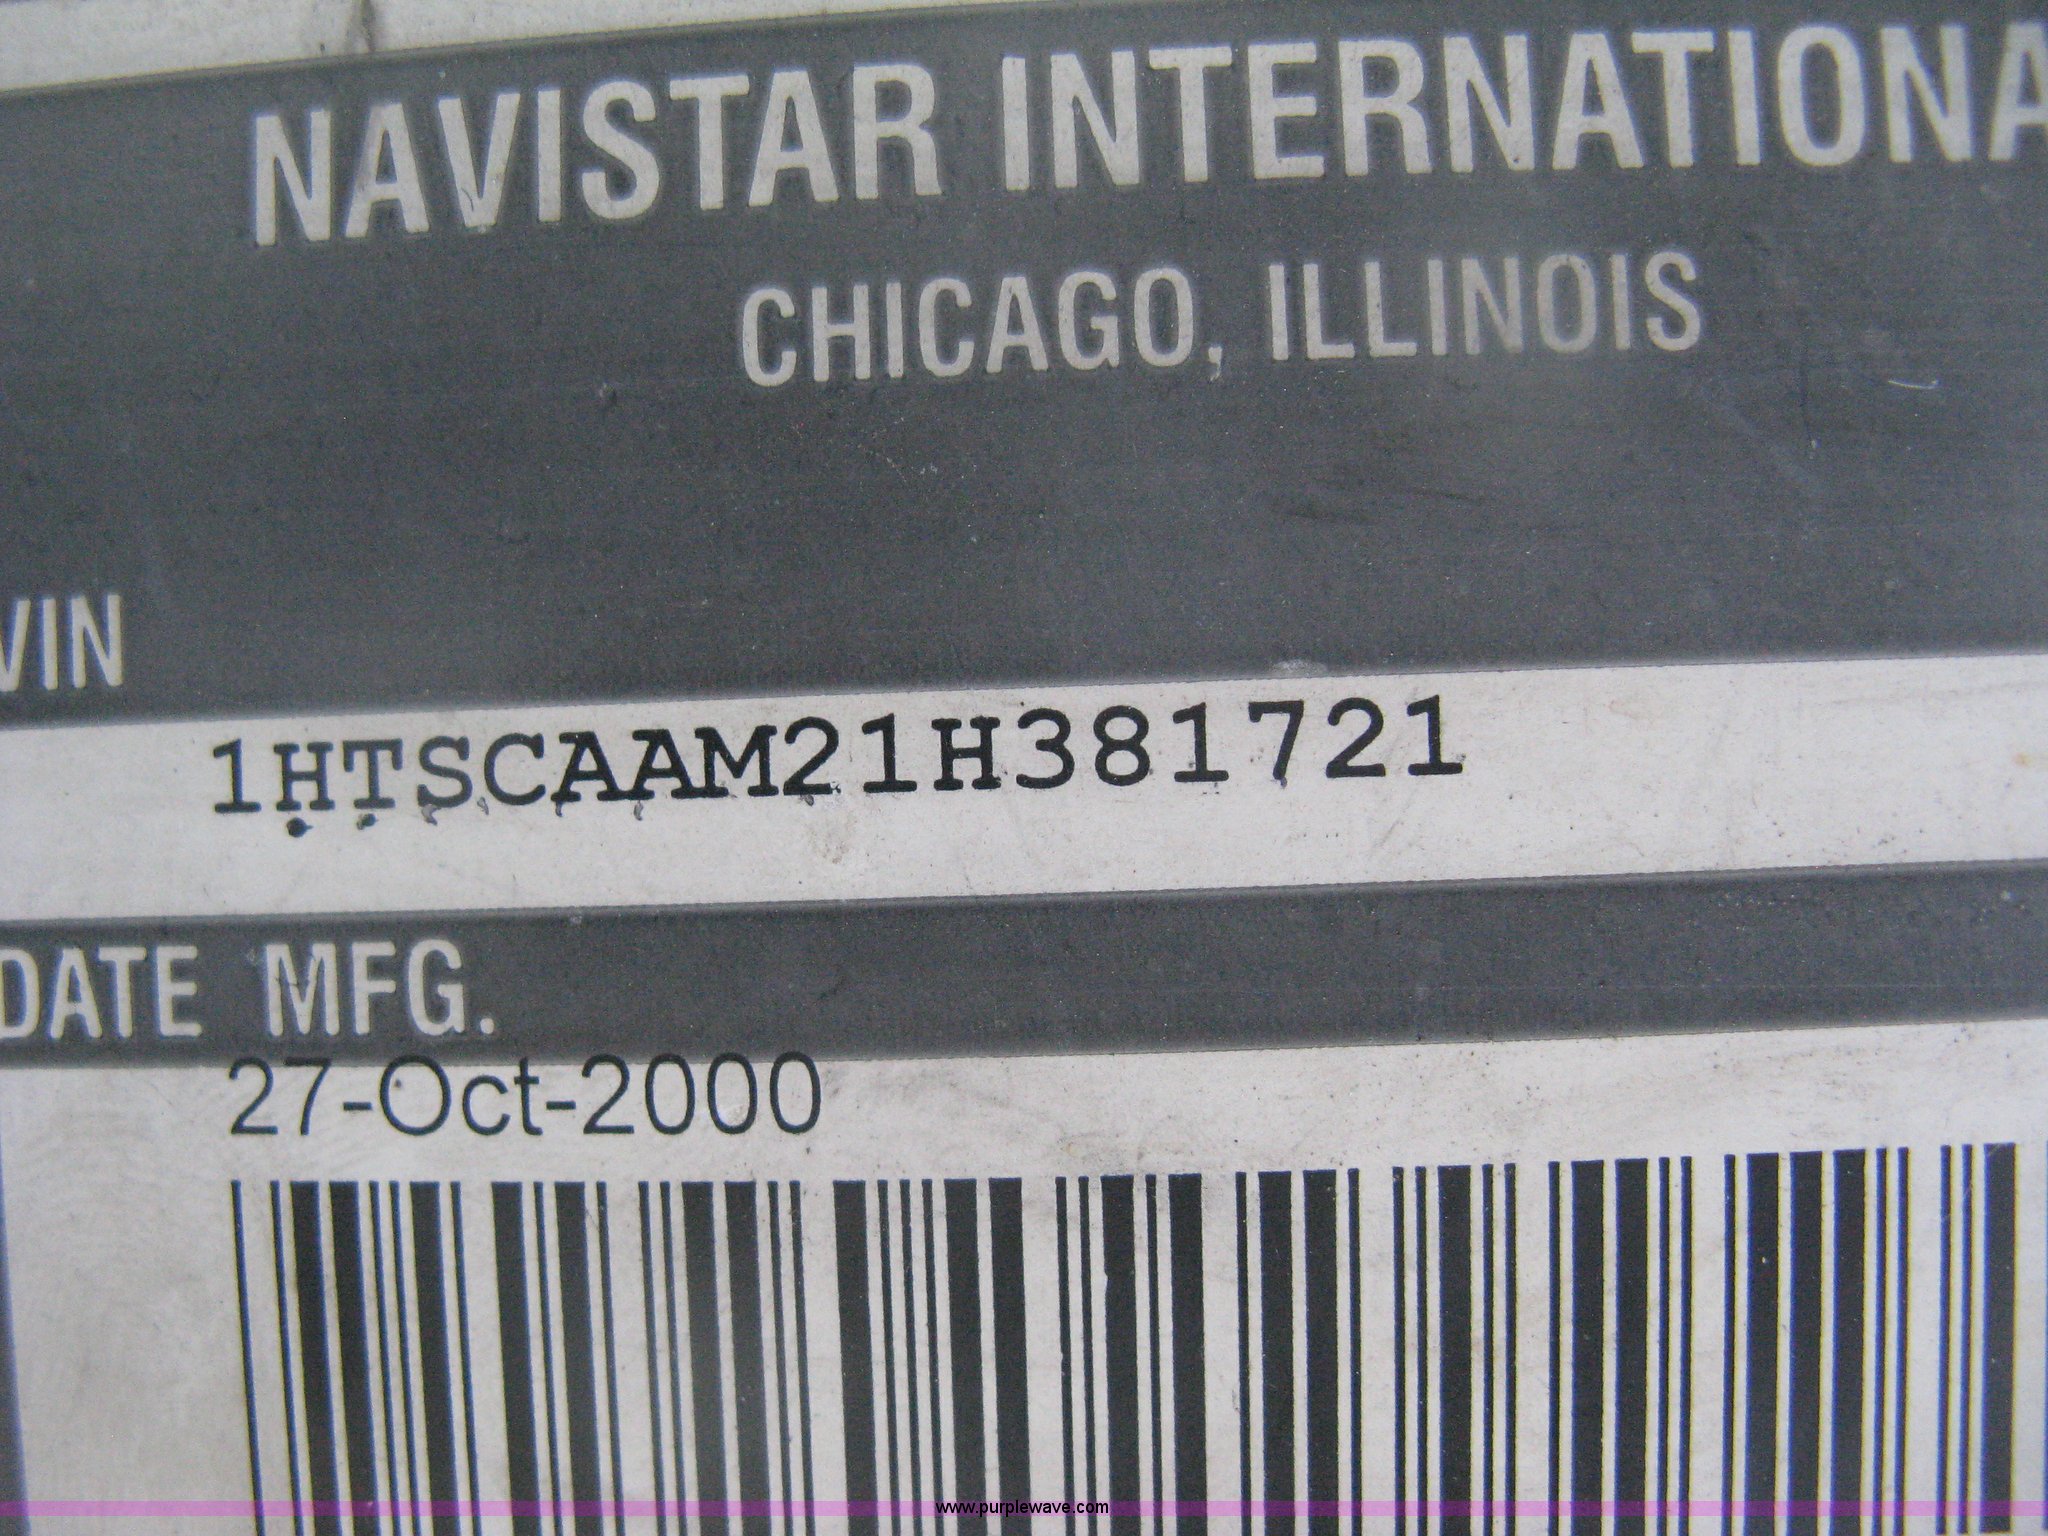 NAVISTAR INTERNATIONA
CHICAGO, ILLINOIS
VIN
1HTSCAAM21H381721
DATE MFG.
27-Oct-2000
www.purplewave.com